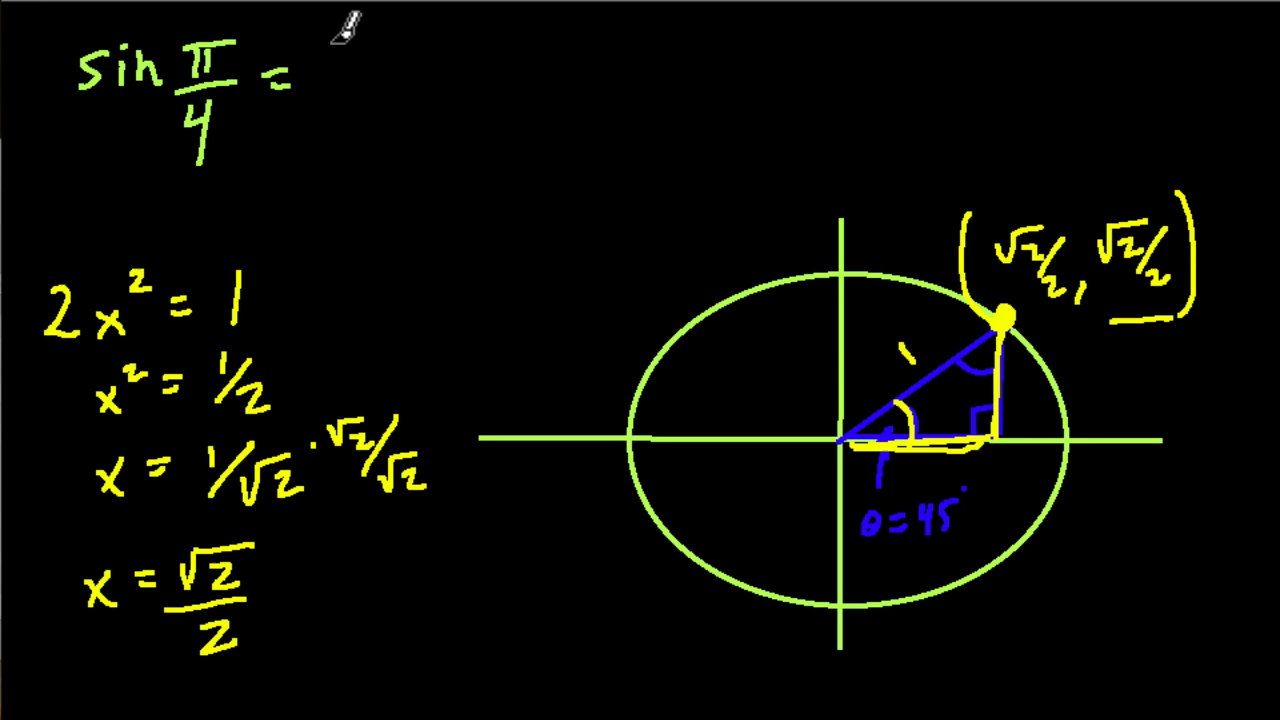 sin π/4 =
(√2/2, √2/2)
2x² = 1
x² = 1/2
1
x = 1/√2 · √2/√2
θ = 45°
x = √2/2